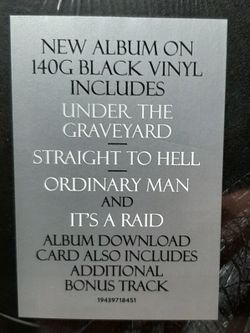 NEW ALBUM ON
140G BLACK VINYL
INCLUDES
UNDER THE
GRAVEYARD
STRAIGHT TO HELL
ORDINARY MAN
AND
IT'S A RAID
ALBUM DOWNLOAD
CARD ALSO INCLUDES
ADDITIONAL
BONUS TRACK
19439718451